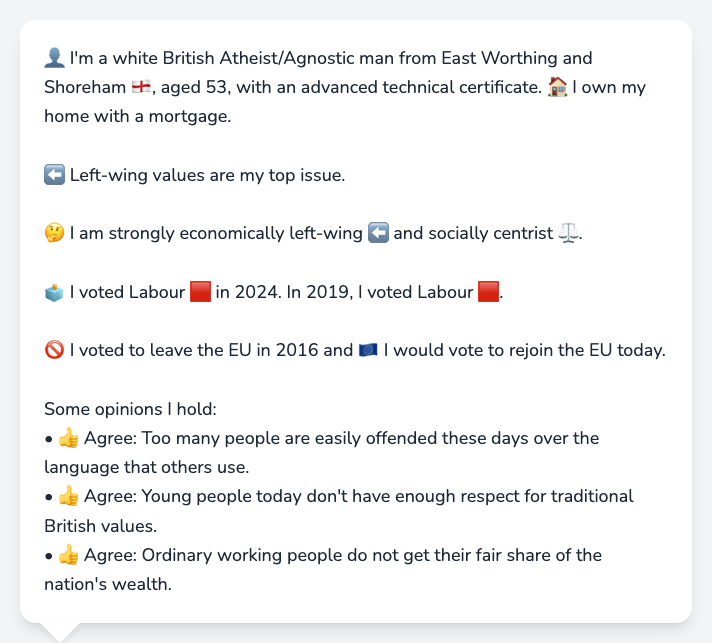 👤 I'm a white British Atheist/Agnostic man from East Worthing and
Shoreham 🏴󠁧󠁢󠁥󠁮󠁧󠁿, aged 53, with an advanced technical certificate. 🏠 I own my
home with a mortgage.
⬅️ Left-wing values are my top issue.
🤔 I am strongly economically left-wing ⬅️ and socially centrist ⚖️.
🗳️ I voted Labour 🟥 in 2024. In 2019, I voted Labour 🟥.
🚫 I voted to leave the EU in 2016 and 🇪🇺 I would vote to rejoin the EU today.
Some opinions I hold:
• 👍 Agree: Too many people are easily offended these days over the
language that others use.
• 👍 Agree: Young people today don't have enough respect for traditional
British values.
• 👍 Agree: Ordinary working people do not get their fair share of the
nation's wealth.